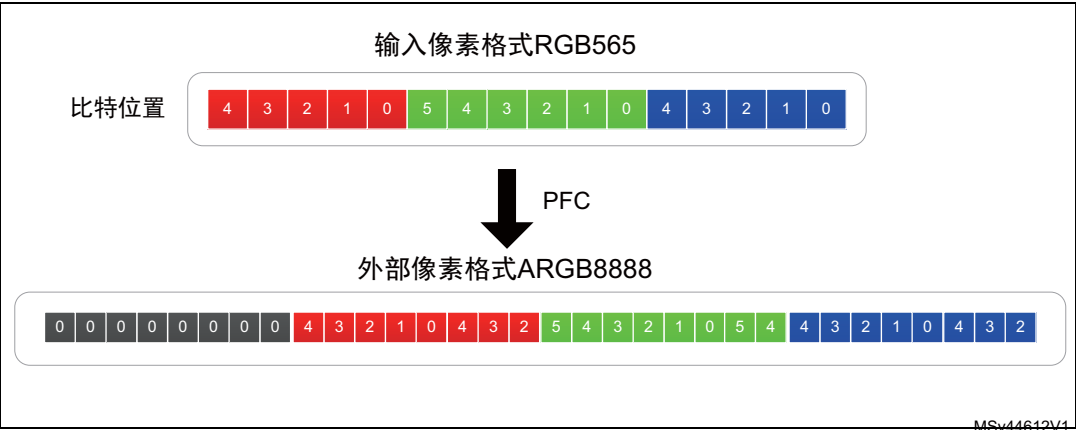 输入像素格式RGB565
比特位置 4 3 2 1 0 5 4 3 2 1 0 4 3 2 1 0
PFC
外部像素格式ARGB8888
0 0 0 0 0 0 0 0 4 3 2 1 0 4 3 2 5 4 3 2 1 0 5 4 4 3 2 1 0 4 3 2
MSv44612V1